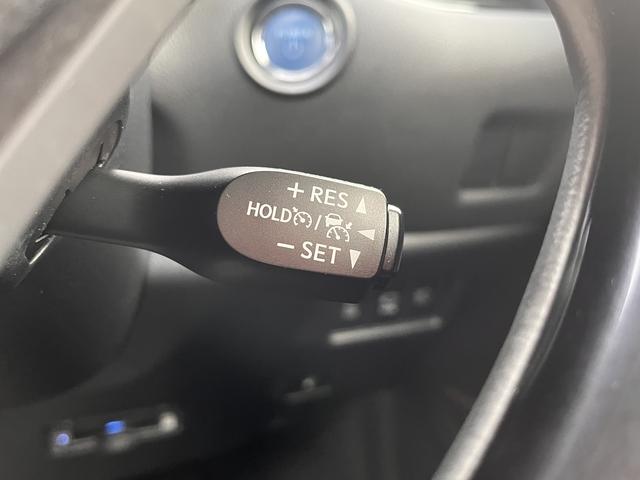 + RES ▲
HOLD / ◀
− SET ▼